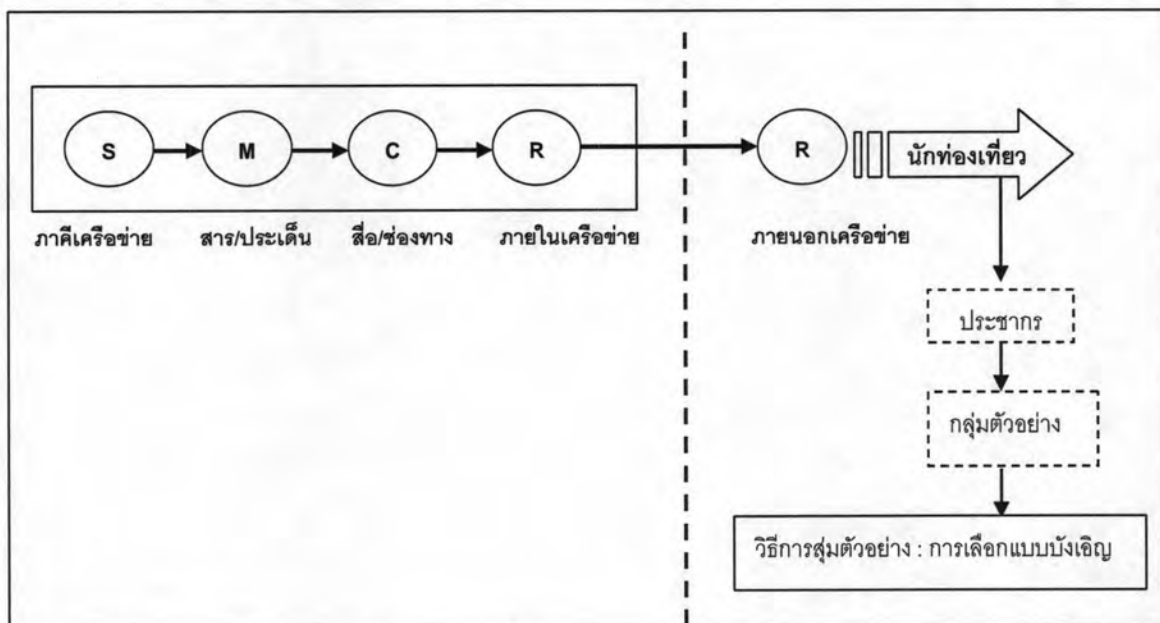 S M C R R นักท่องเที่ยว
ภาคีเครือข่าย สาร/ประเด็น สื่อ/ช่องทาง ภายในเครือข่าย ภายนอกเครือข่าย
ประชากร
กลุ่มตัวอย่าง
วิธีการสุ่มตัวอย่าง : การเลือกแบบบังเอิญ